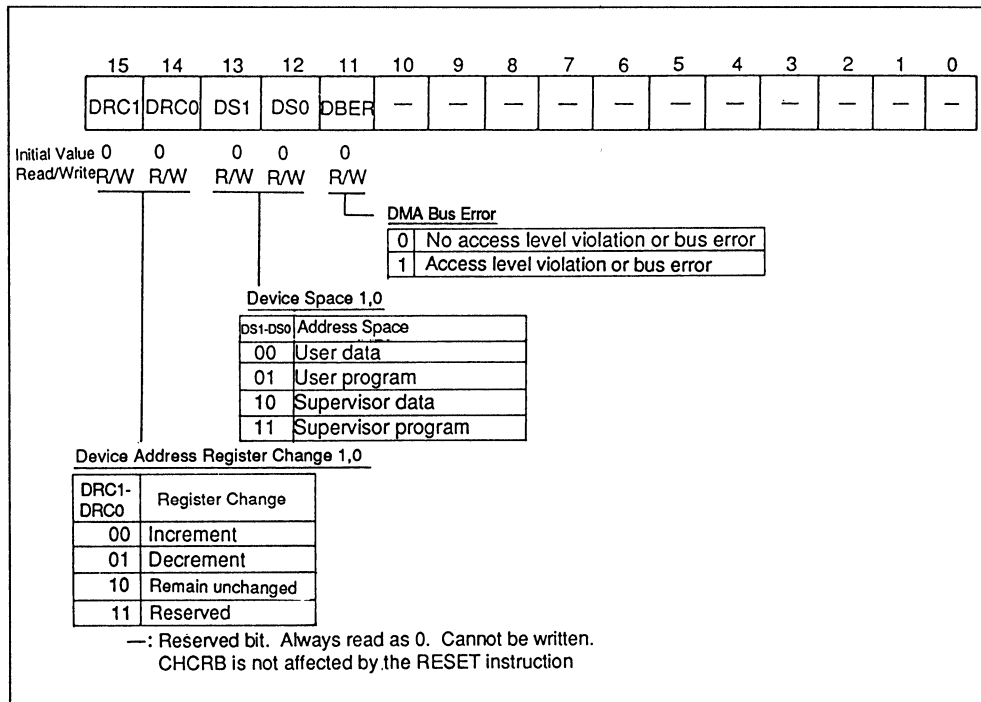 15 14 13 12 11 10 9 8 7 6 5 4 3 2 1 0
DRC1 DRC0 DS1 DS0 DBER — — — — — — — — — — —
Initial Value 0 0 0 0 0
Read/Write R/W R/W R/W R/W R/W
DMA Bus Error
0 No access level violation or bus error
1 Access level violation or bus error
Device Space 1,0
DS1-DS0 Address Space
00 User data
01 User program
10 Supervisor data
11 Supervisor program
Device Address Register Change 1,0
DRC1-
DRC0 Register Change
00 Increment
01 Decrement
10 Remain unchanged
11 Reserved
—: Reserved bit. Always read as 0. Cannot be written.
CHCRB is not affected by the RESET instruction